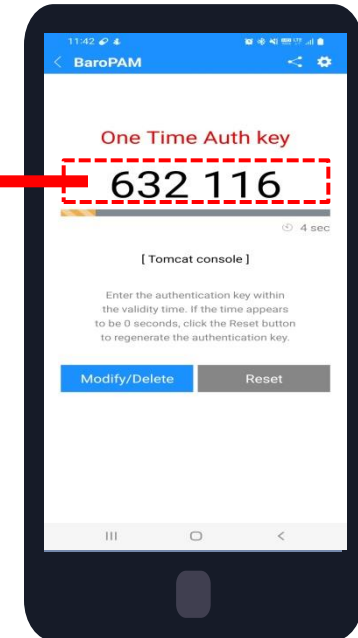 11:42
BaroPAM
One Time Auth key
632 116
4 sec
[ Tomcat console ]
Enter the authentication key within
the validity time. If the time appears
to be 0 seconds, click the Reset button
to regenerate the authentication key.
Modify/Delete
Reset